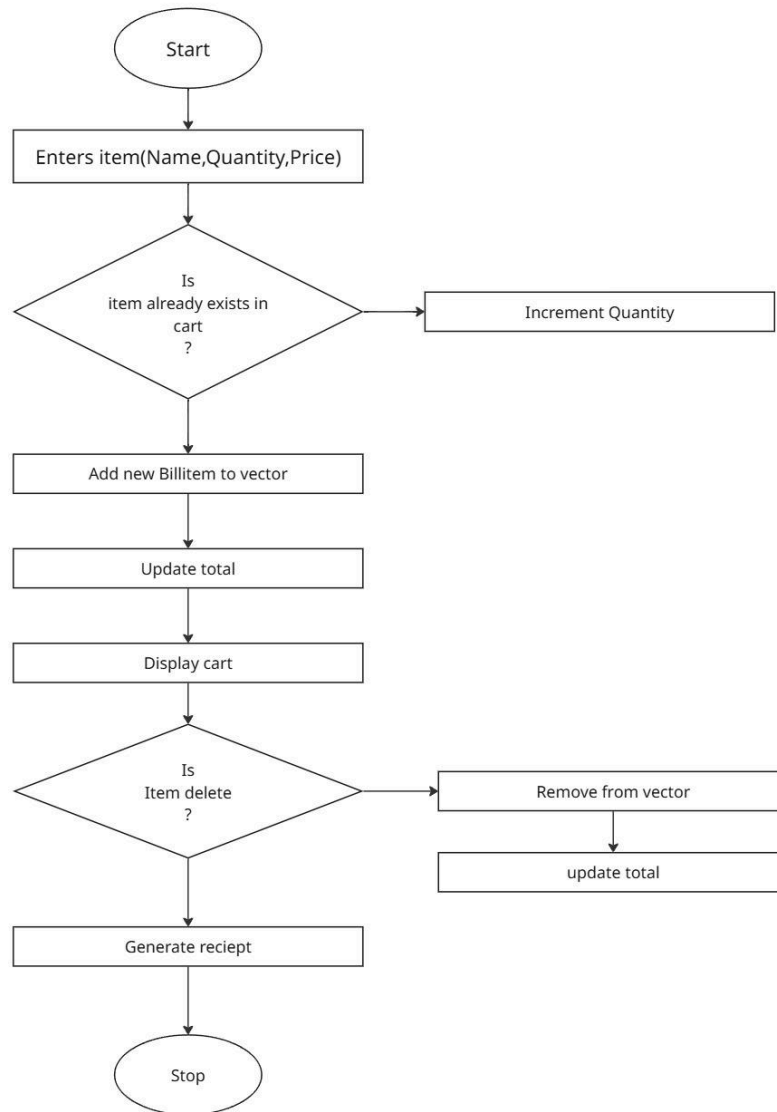 Start
Enters item(Name,Quantity,Price)
Is
item already exists in
cart
?
Increment Quantity
Add new Billitem to vector
Update total
Display cart
Is
Item delete
?
Remove from vector
update total
Generate reciept
Stop